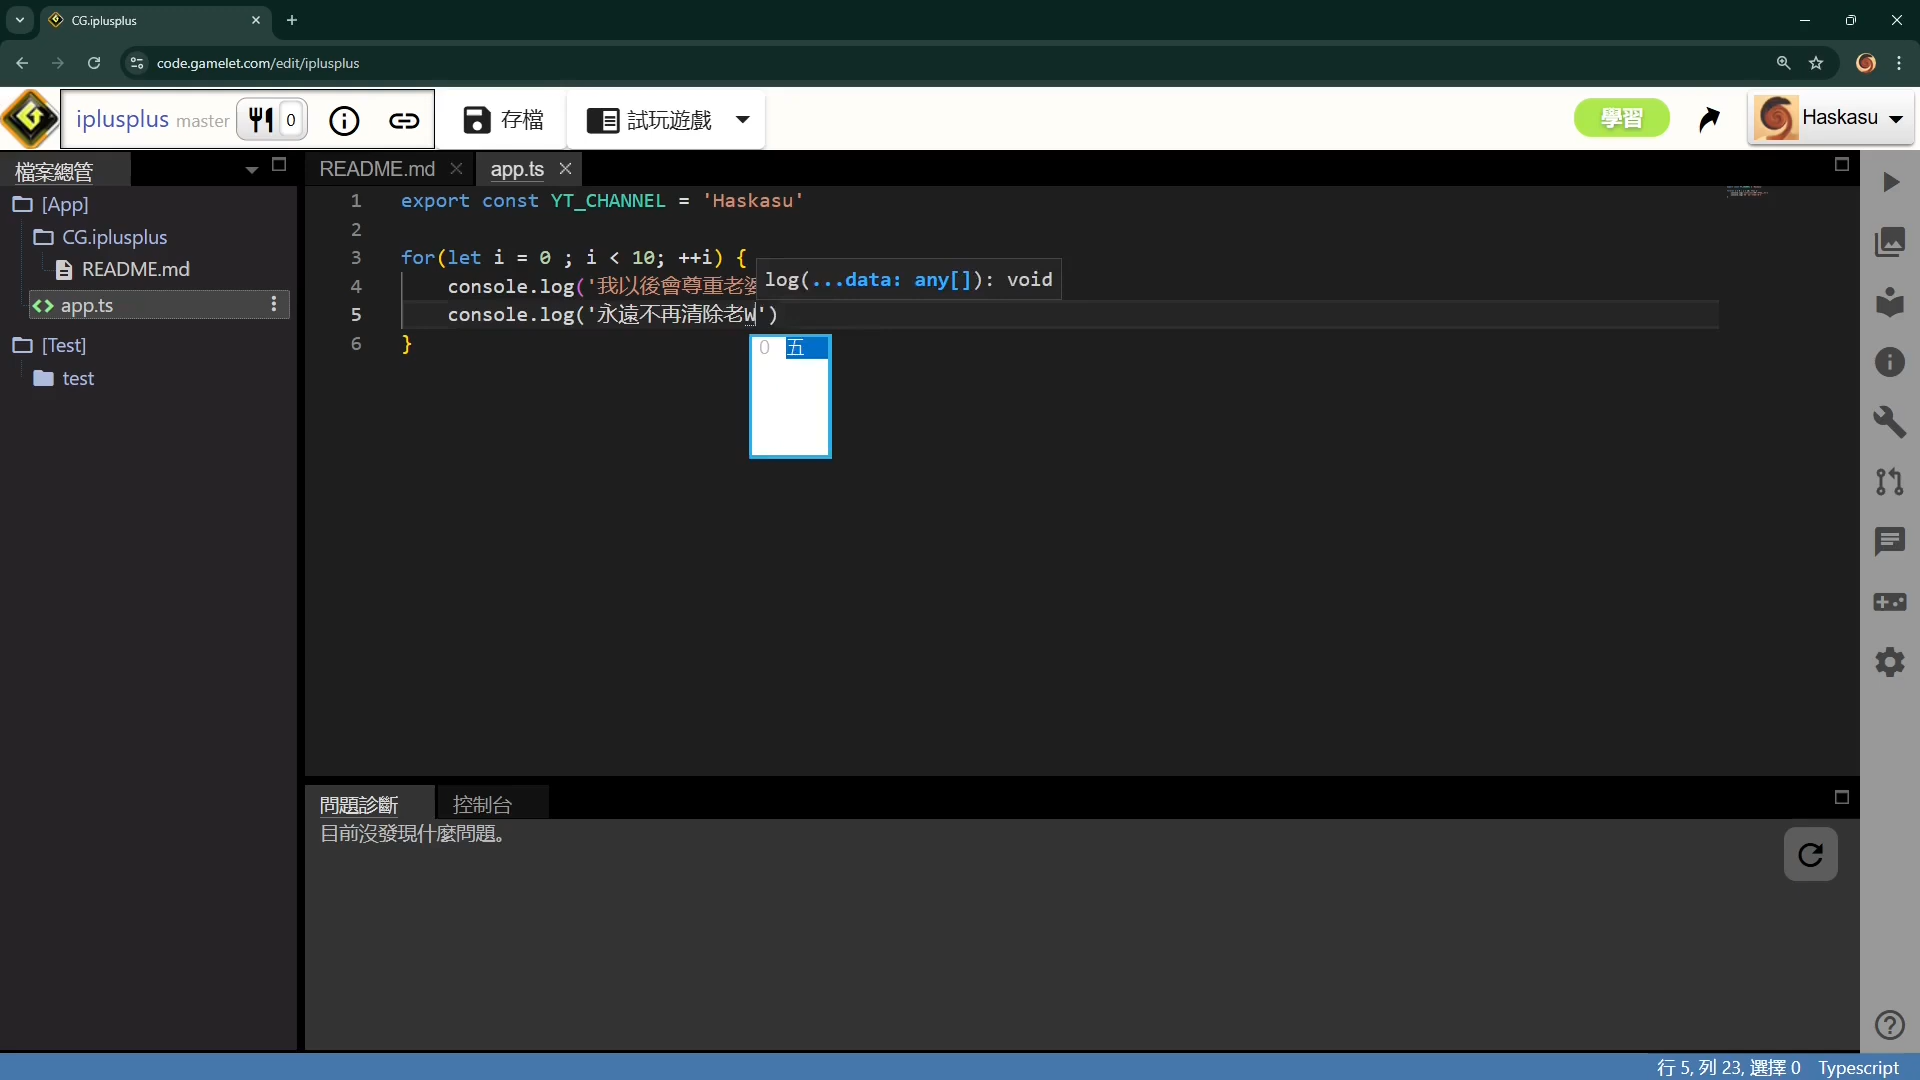 CG.iplusplus
code.gamelet.com/edit/iplusplus
iplusplus master 0 存檔 試玩遊戲 學習 Haskasu
檔案總管
[App]
CG.iplusplus
README.md
app.ts
[Test]
test
README.md app.ts
1 export const YT_CHANNEL = 'Haskasu'
2
3 for(let i = 0 ; i < 10; ++i) {
4 console.log('我以後會尊重老婆
log(...data: any[]): void
5 console.log('永遠不再清除老W')
6 }
0 五
問題診斷 控制台
目前沒發現什麼問題。
行 5, 列 23, 選擇 0 Typescript